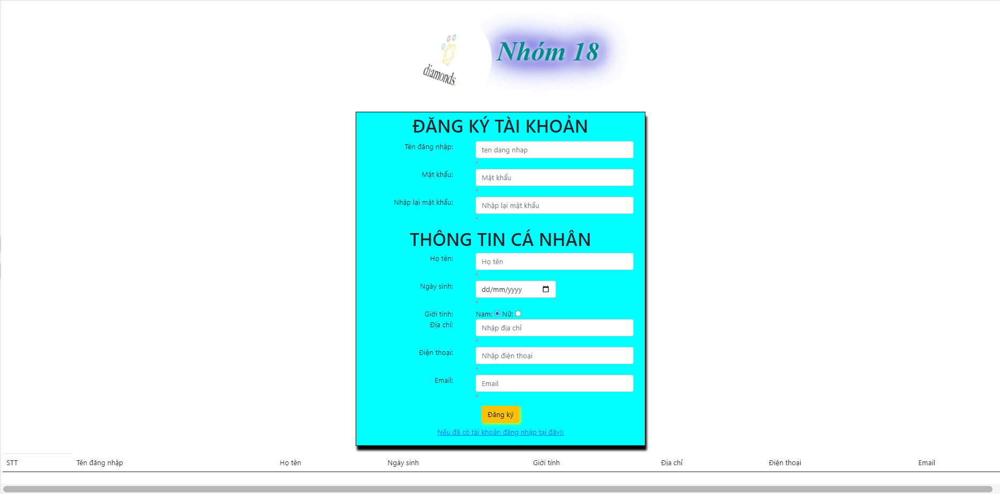 diamonds.
Nhóm 18
ĐĂNG KÝ TÀI KHOẢN
Tên đăng nhập: ten dang nhap
*
Mật khẩu: Mật khẩu
*
Nhập lại mật khẩu: Nhập lại mật khẩu
*
THÔNG TIN CÁ NHÂN
Họ tên: Họ tên
*
Ngày sinh: dd/mm/yyyy
*
Giới tính: Nam: Nữ:
Địa chỉ: Nhập địa chỉ
*
Điện thoại: Nhập điện thoại
*
Email: Email
*
Đăng ký
Nếu đã có tài khoản đăng nhập tại đây!!
STT Tên đăng nhập Họ tên Ngày sinh Giới tính Địa chỉ Điện thoại Email